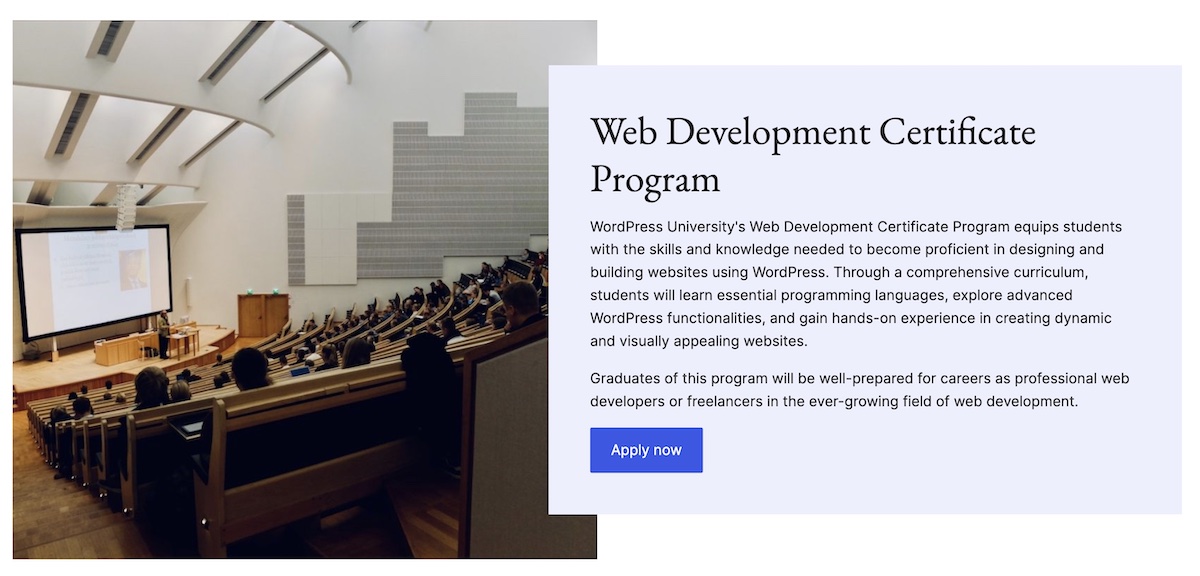 Web Development Certificate
Program
WordPress University's Web Development Certificate Program equips students
with the skills and knowledge needed to become proficient in designing and
building websites using WordPress. Through a comprehensive curriculum,
students will learn essential programming languages, explore advanced
WordPress functionalities, and gain hands-on experience in creating dynamic
and visually appealing websites.
Graduates of this program will be well-prepared for careers as professional web
developers or freelancers in the ever-growing field of web development.
Apply now